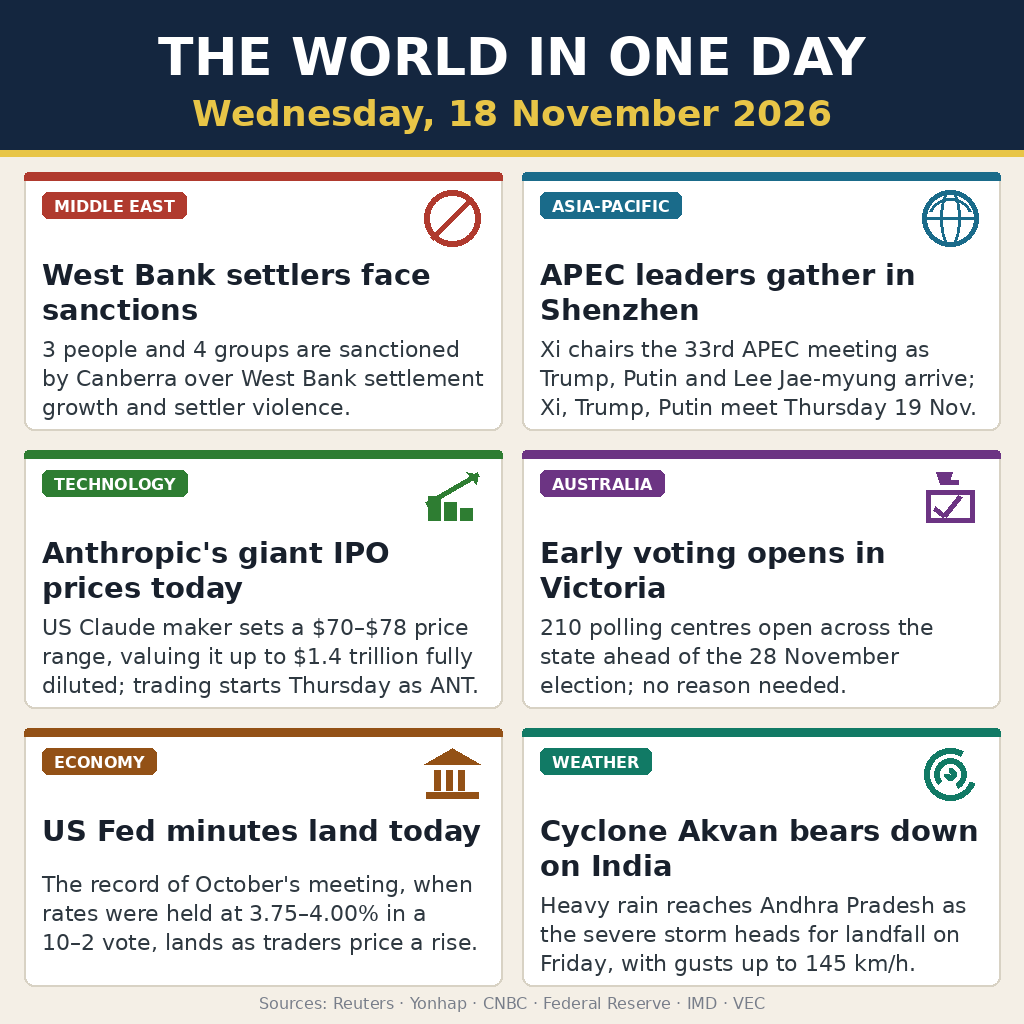 THE WORLD IN ONE DAY
Wednesday, 18 November 2026
MIDDLE EAST
West Bank settlers face
sanctions
3 people and 4 groups are sanctioned
by Canberra over West Bank settlement
growth and settler violence.
ASIA-PACIFIC
APEC leaders gather in
Shenzhen
Xi chairs the 33rd APEC meeting as
Trump, Putin and Lee Jae-myung arrive;
Xi, Trump, Putin meet Thursday 19 Nov.
TECHNOLOGY
Anthropic's giant IPO
prices today
US Claude maker sets a $70–$78 price
range, valuing it up to $1.4 trillion fully
diluted; trading starts Thursday as ANT.
AUSTRALIA
Early voting opens in
Victoria
210 polling centres open across the
state ahead of the 28 November
election; no reason needed.
ECONOMY
US Fed minutes land today
The record of October's meeting, when
rates were held at 3.75–4.00% in a
10–2 vote, lands as traders price a rise.
WEATHER
Cyclone Akvan bears down
on India
Heavy rain reaches Andhra Pradesh as
the severe storm heads for landfall on
Friday, with gusts up to 145 km/h.
Sources: Reuters · Yonhap · CNBC · Federal Reserve · IMD · VEC